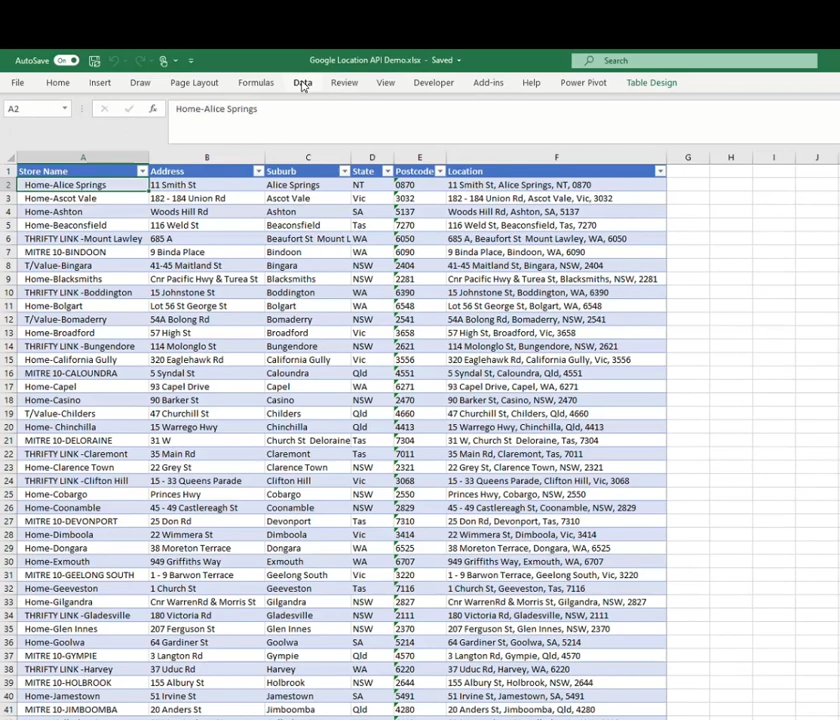 AutoSave On Google Location API Demo.xlsx - Saved Search
File Home Insert Draw Page Layout Formulas Data Review View Developer Add-ins Help Power Pivot Table Design
A2 fx Home-Alice Springs
A B C D E F G H I J
1 Store Name Address Suburb State Postcode Location
2 Home-Alice Springs 11 Smith St Alice Springs NT 0870 11 Smith St, Alice Springs, NT, 0870
3 Home-Ascot Vale 182 - 184 Union Rd Ascot Vale Vic 3032 182 - 184 Union Rd, Ascot Vale, Vic, 3032
4 Home-Ashton Woods Hill Rd Ashton SA 5137 Woods Hill Rd, Ashton, SA, 5137
5 Home-Beaconsfield 116 Weld St Beaconsfield Tas 7270 116 Weld St, Beaconsfield, Tas, 7270
6 THRIFTY LINK -Mount Lawley 685 A Beaufort St Mount L WA 6050 685 A, Beaufort St Mount Lawley, WA, 6050
7 MITRE 10-BINDOON 9 Binda Place Bindoon WA 6090 9 Binda Place, Bindoon, WA, 6090
8 T/Value-Bingara 41-45 Maitland St Bingara NSW 2404 41-45 Maitland St, Bingara, NSW, 2404
9 Home-Blacksmiths Cnr Pacific Hwy & Turea St Blacksmiths NSW 2281 Cnr Pacific Hwy & Turea St, Blacksmiths, NSW, 2281
10 THRIFTY LINK -Boddington 15 Johnstone St Boddington WA 6390 15 Johnstone St, Boddington, WA, 6390
11 Home-Bolgart Lot 56 St George St Bolgart WA 6548 Lot 56 St George St, Bolgart, WA, 6548
12 T/Value-Bomaderry 54A Bolong Rd Bomaderry NSW 2541 54A Bolong Rd, Bomaderry, NSW, 2541
13 Home-Broadford 57 High St Broadford Vic 3658 57 High St, Broadford, Vic, 3658
14 THRIFTY LINK -Bungendore 114 Molonglo St Bungendore NSW 2621 114 Molonglo St, Bungendore, NSW, 2621
15 Home-California Gully 320 Eaglehawk Rd California Gully Vic 3556 320 Eaglehawk Rd, California Gully, Vic, 3556
16 MITRE 10-CALOUNDRA 5 Syndal St Caloundra Qld 4551 5 Syndal St, Caloundra, Qld, 4551
17 Home-Capel 93 Capel Drive Capel WA 6271 93 Capel Drive, Capel, WA, 6271
18 Home-Casino 90 Barker St Casino NSW 2470 90 Barker St, Casino, NSW, 2470
19 T/Value-Childers 47 Churchill St Childers Qld 4660 47 Churchill St, Childers, Qld, 4660
20 Home- Chinchilla 15 Warrego Hwy Chinchilla Qld 4413 15 Warrego Hwy, Chinchilla, Qld, 4413
21 MITRE 10-DELORAINE 31 W Church St Deloraine Tas 7304 31 W, Church St Deloraine, Tas, 7304
22 THRIFTY LINK -Claremont 35 Main Rd Claremont Tas 7011 35 Main Rd, Claremont, Tas, 7011
23 Home-Clarence Town 22 Grey St Clarence Town NSW 2321 22 Grey St, Clarence Town, NSW, 2321
24 THRIFTY LINK -Clifton Hill 15 - 33 Queens Parade Clifton Hill Vic 3068 15 - 33 Queens Parade, Clifton Hill, Vic, 3068
25 Home-Cobargo Princes Hwy Cobargo NSW 2550 Princes Hwy, Cobargo, NSW, 2550
26 Home-Coonamble 45 - 49 Castlereagh St Coonamble NSW 2829 45 - 49 Castlereagh St, Coonamble, NSW, 2829
27 MITRE 10-DEVONPORT 25 Don Rd Devonport Tas 7310 25 Don Rd, Devonport, Tas, 7310
28 Home-Dimboola 22 Wimmera St Dimboola Vic 3414 22 Wimmera St, Dimboola, Vic, 3414
29 Home-Dongara 38 Moreton Terrace Dongara WA 6525 38 Moreton Terrace, Dongara, WA, 6525
30 Home-Exmouth 949 Griffiths Way Exmouth WA 6707 949 Griffiths Way, Exmouth, WA, 6707
31 MITRE 10-GEELONG SOUTH 1 - 9 Barwon Terrace Geelong South Vic 3220 1 - 9 Barwon Terrace, Geelong South, Vic, 3220
32 Home-Geeveston 1 Church St Geeveston Tas 7116 1 Church St, Geeveston, Tas, 7116
33 Home-Gilgandra Cnr WarrenRd & Morris St Gilgandra NSW 2827 Cnr WarrenRd & Morris St, Gilgandra, NSW, 2827
34 THRIFTY LINK -Gladesville 180 Victoria Rd Gladesville NSW 2111 180 Victoria Rd, Gladesville, NSW, 2111
35 Home-Glen Innes 207 Ferguson St Glen Innes NSW 2370 207 Ferguson St, Glen Innes, NSW, 2370
36 Home-Goolwa 64 Gardiner St Goolwa SA 5214 64 Gardiner St, Goolwa, SA, 5214
37 MITRE 10-GYMPIE 3 Langton Rd Gympie Qld 4570 3 Langton Rd, Gympie, Qld, 4570
38 THRIFTY LINK -Harvey 37 Uduc Rd Harvey WA 6220 37 Uduc Rd, Harvey, WA, 6220
39 MITRE 10-HOLBROOK 155 Albury St Holbrook NSW 2644 155 Albury St, Holbrook, NSW, 2644
40 Home-Jamestown 51 Irvine St Jamestown SA 5491 51 Irvine St, Jamestown, SA, 5491
41 MITRE 10-JIMBOOMBA 20 Anders St Jimboomba Qld 4280 20 Anders St, Jimboomba, Qld, 4280